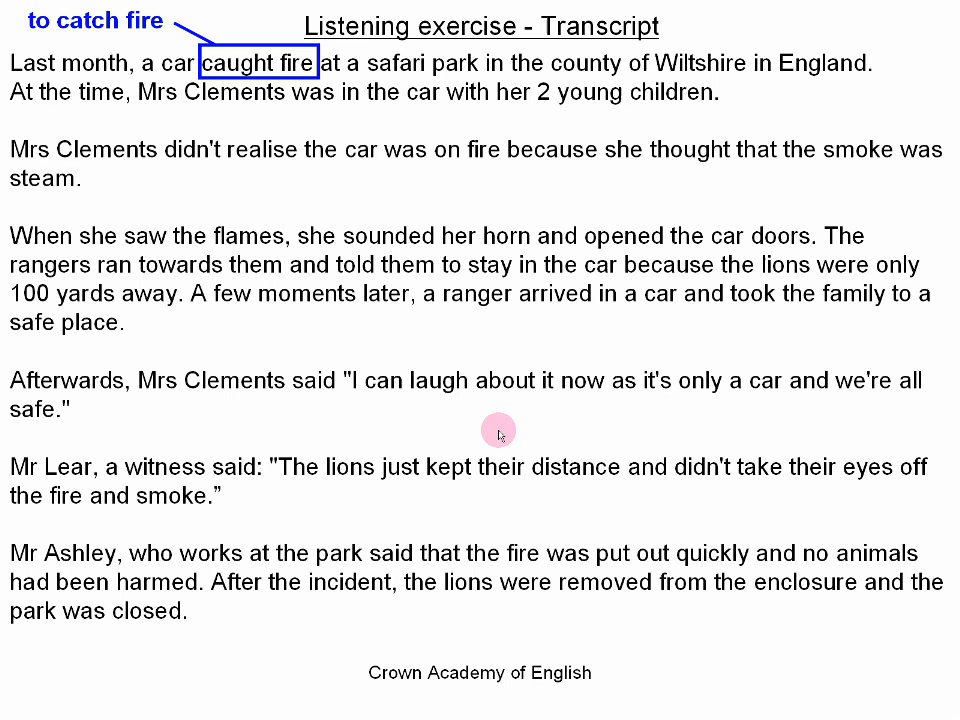 to catch fire
Listening exercise - Transcript
Last month, a car caught fire at a safari park in the county of Wiltshire in England.
At the time, Mrs Clements was in the car with her 2 young children.
Mrs Clements didn't realise the car was on fire because she thought that the smoke was
steam.
When she saw the flames, she sounded her horn and opened the car doors. The
rangers ran towards them and told them to stay in the car because the lions were only
100 yards away. A few moments later, a ranger arrived in a car and took the family to a
safe place.
Afterwards, Mrs Clements said "I can laugh about it now as it's only a car and we're all
safe."
Mr Lear, a witness said: "The lions just kept their distance and didn't take their eyes off
the fire and smoke.”
Mr Ashley, who works at the park said that the fire was put out quickly and no animals
had been harmed. After the incident, the lions were removed from the enclosure and the
park was closed.
Crown Academy of English